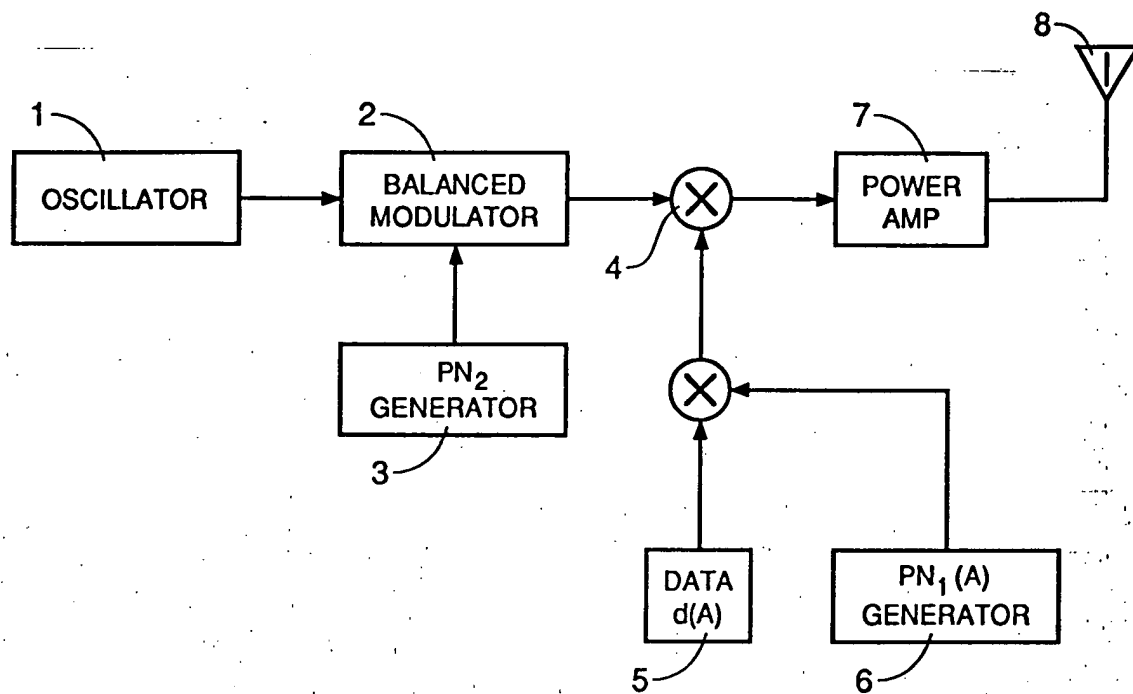 8
1
2
7
OSCILLATOR
BALANCED
MODULATOR
POWER
AMP
4
PN₂
GENERATOR
3
DATA
d(A)
PN₁(A)
GENERATOR
5
6